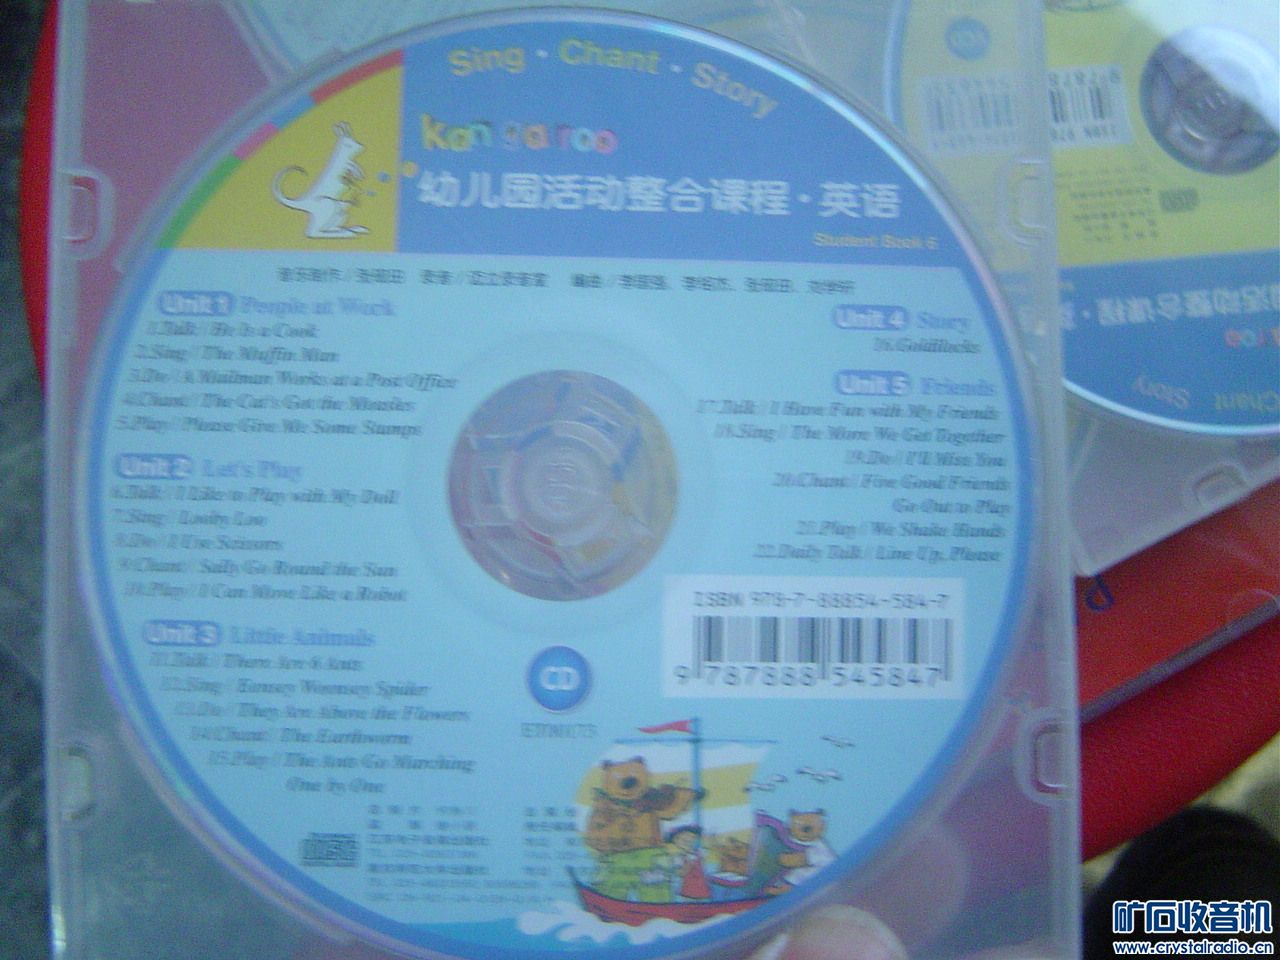 Sing · Chant · Story
kangaroo
幼儿园活动整合课程·英语
Student Book 6
Unit 1 People at Work
1.Talk / He Is a Cook
2.Sing / The Muffin Man
3.Do / A Mailman Works at a Post Office
4.Chant / The Cat's Got the Measles
5.Play / Please Give Me Some Stamps
Unit 2 Let's Play
6.Talk / I Like to Play with My Doll
7.Sing / Looby Loo
8.Do / I Use Scissors
9.Chant / Sally Go Round the Sun
10.Play / I Can Move Like a Robot
Unit 3 Little Animals
11.Talk / There Are 6 Ants
12.Sing / Eensey Weensey Spider
13.Do / They Are Above the Flowers
14.Chant / The Earthworm
15.Play / The Ants Go Marching
One by One
Unit 4 Story
16.Goldilocks
Unit 5 Friends
17.Talk / I Have Fun with My Friends
18.Sing / The More We Get Together
19.Do / I'll Miss You
20.Chant / Five Good Friends
Go Out to Play
21.Play / We Shake Hands
22.Daily Talk / Line Up, Please
ISBN 978-7-88854-584-7
9 787888 545847
CD
矿石收音机
www.crystalradio.cn